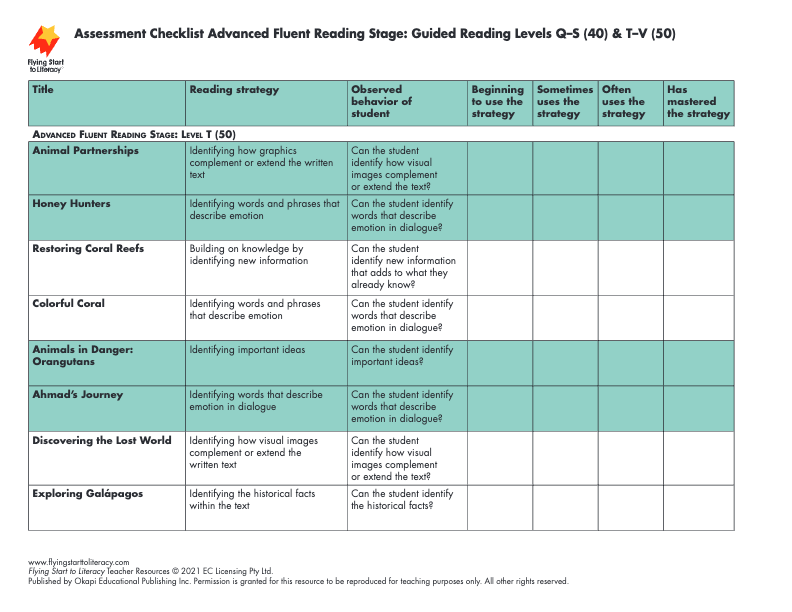 Assessment Checklist Advanced Fluent Reading Stage: Guided Reading Levels Q–S (40) & T–V (50)
Flying Start
to Literacy™
Title
Reading strategy
Observed
behavior of
student
Beginning
to use the
strategy
Sometimes
uses the
strategy
Often
uses the
strategy
Has
mastered
the strategy
Advanced Fluent Reading Stage: Level T (50)
Animal Partnerships
Identifying how graphics
complement or extend the written
text
Can the student
identify how visual
images complement
or extend the text?
Honey Hunters
Identifying words and phrases that
describe emotion
Can the student identify
words that describe
emotion in dialogue?
Restoring Coral Reefs
Building on knowledge by
identifying new information
Can the student
identify new information
that adds to what they
already know?
Colorful Coral
Identifying words and phrases
that describe emotion
Can the student identify
words that describe
emotion in dialogue?
Animals in Danger:
Orangutans
Identifying important ideas
Can the student identify
important ideas?
Ahmad’s Journey
Identifying words that describe
emotion in dialogue
Can the student identify
words that describe
emotion in dialogue?
Discovering the Lost World
Identifying how visual images
complement or extend the
written text
Can the student
identify how visual
images complement
or extend the text?
Exploring Galápagos
Identifying the historical facts
within the text
Can the student identify
the historical facts?
www.flyingstarttoliteracy.com
Flying Start to Literacy Teacher Resources © 2021 EC Licensing Pty Ltd.
Published by Okapi Educational Publishing Inc. Permission is granted for this resource to be reproduced for teaching purposes only. All other rights reserved.